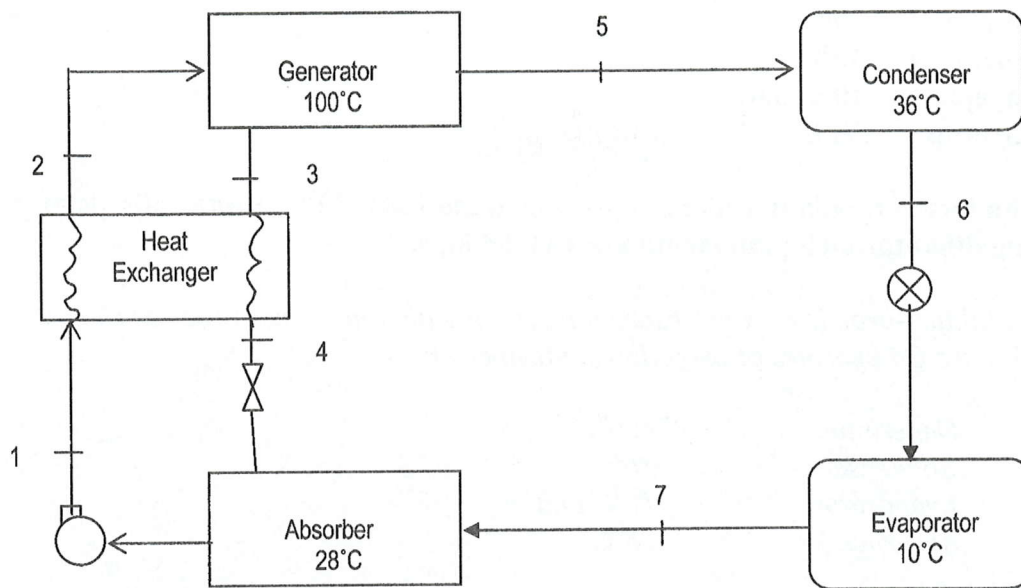 5
Generator
100°C
Condenser
36°C
2
3
6
Heat
Exchanger
4
1
7
Absorber
28°C
Evaporator
10°C